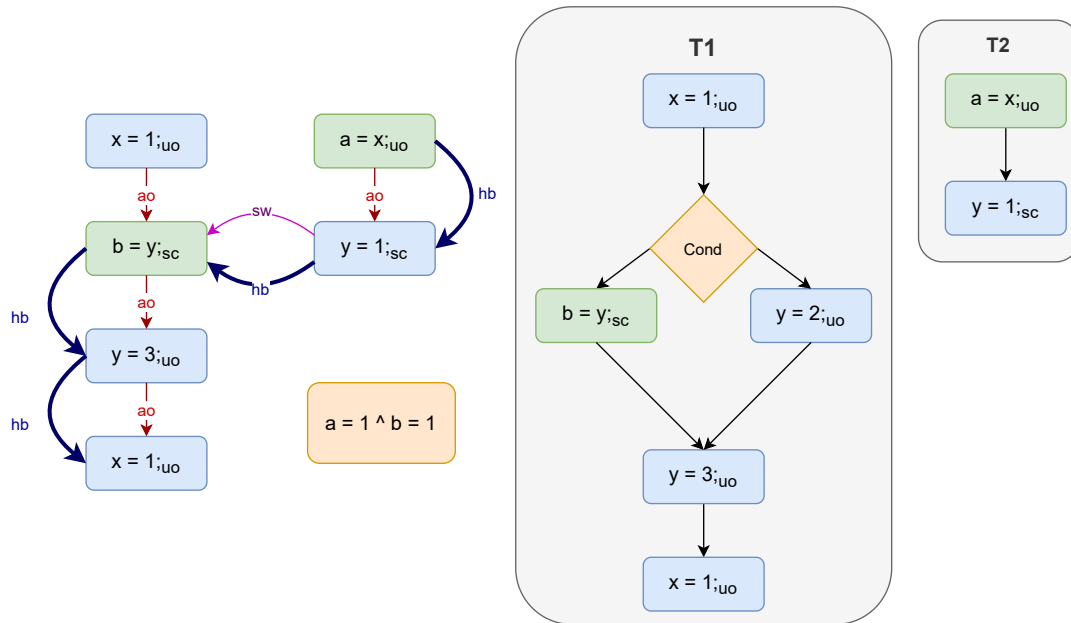 x = 1;uo
ao
b = y;sc
ao
y = 3;uo
ao
x = 1;uo
hb
hb
a = x;uo
ao
y = 1;sc
hb
sw
hb
a = 1 ^ b = 1
T1
x = 1;uo
Cond
b = y;sc
y = 2;uo
y = 3;uo
x = 1;uo
T2
a = x;uo
y = 1;sc